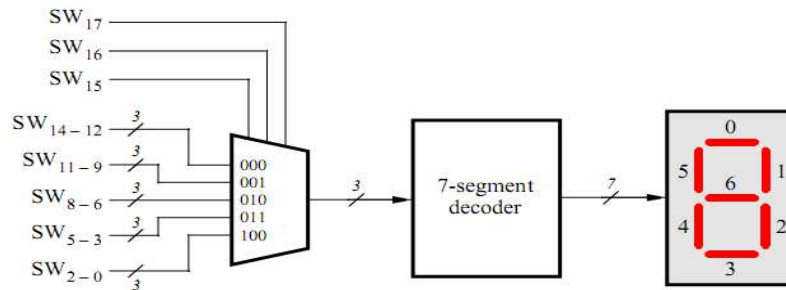 SW17
SW16
SW15
3
SW14 – 12
3
SW11 – 9
3
SW8 – 6
3
SW5 – 3
SW2 – 0
3
000
001
010
011
100
3
7-segment
decoder
7
0
5
1
6
4
2
3